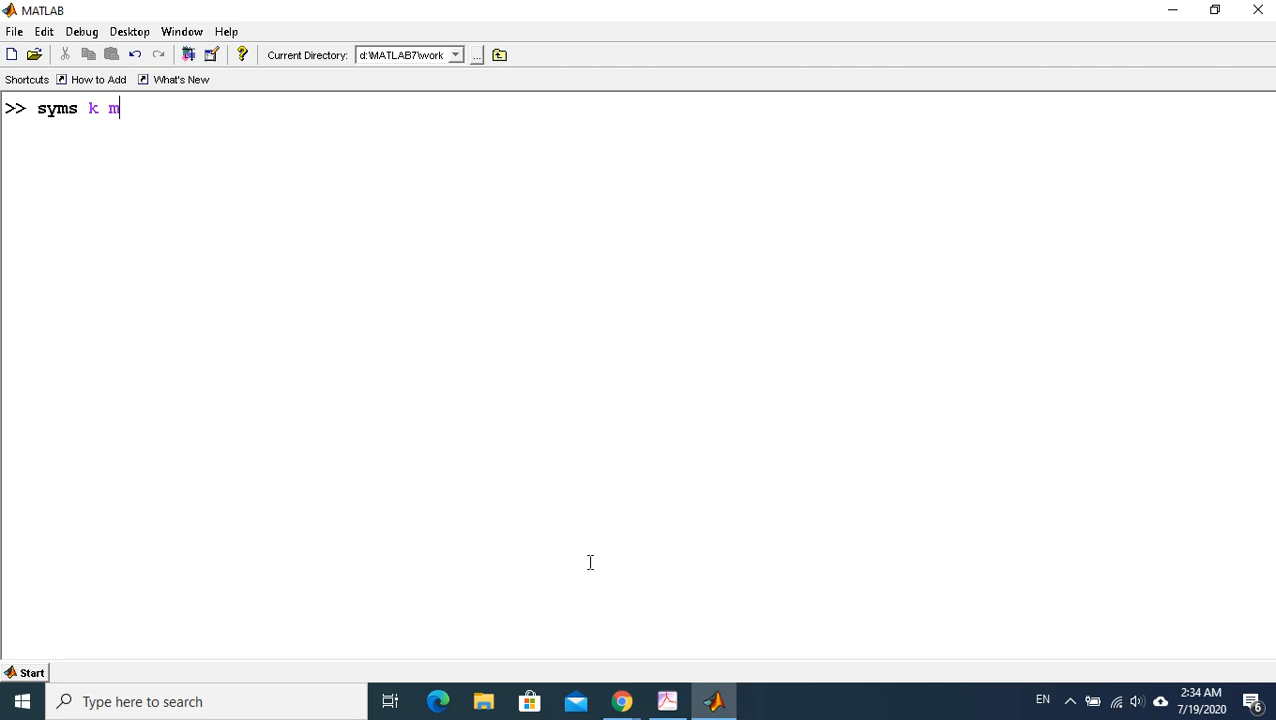 MATLAB
File Edit Debug Desktop Window Help
Current Directory: d:\MATLAB7\work ...
Shortcuts How to Add What's New
>> syms k m
Start
Type here to search
EN
2:34 AM
7/19/2020
6